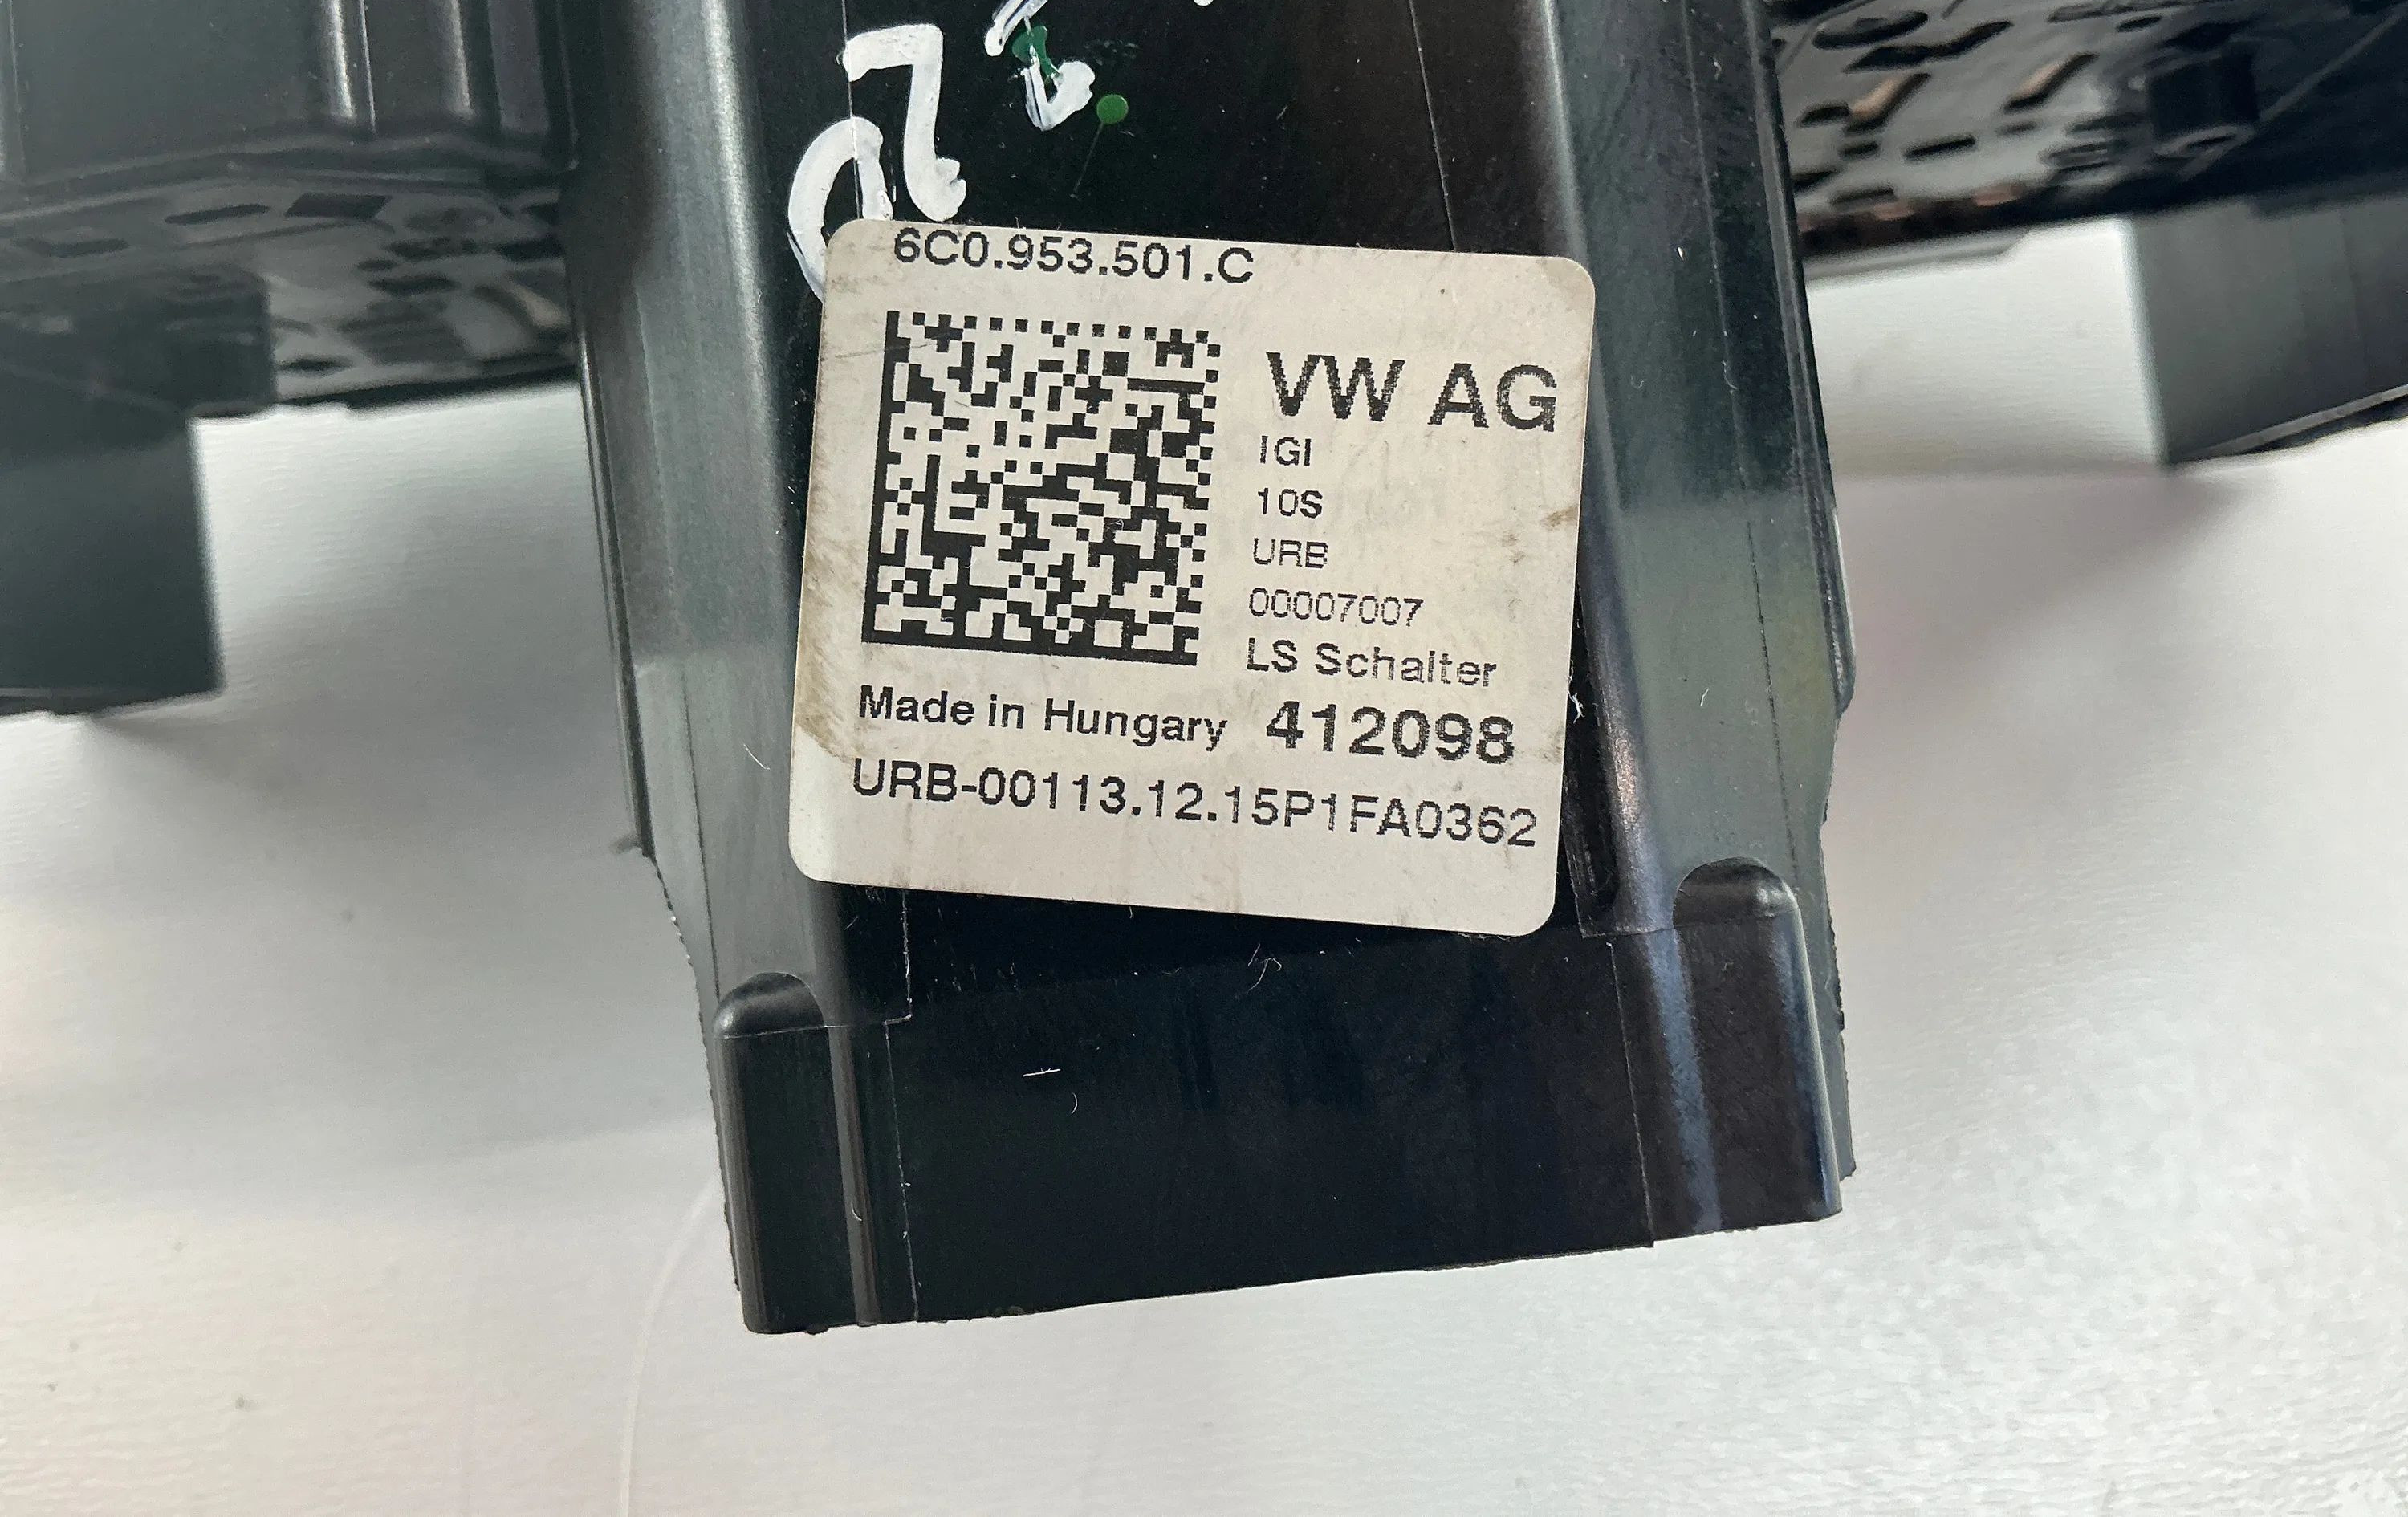 6C0.953.501.C
VW AG
IGI
10S
URB
00007007
LS Schalter
Made in Hungary 412098
URB-00113.12.15P1FA0362